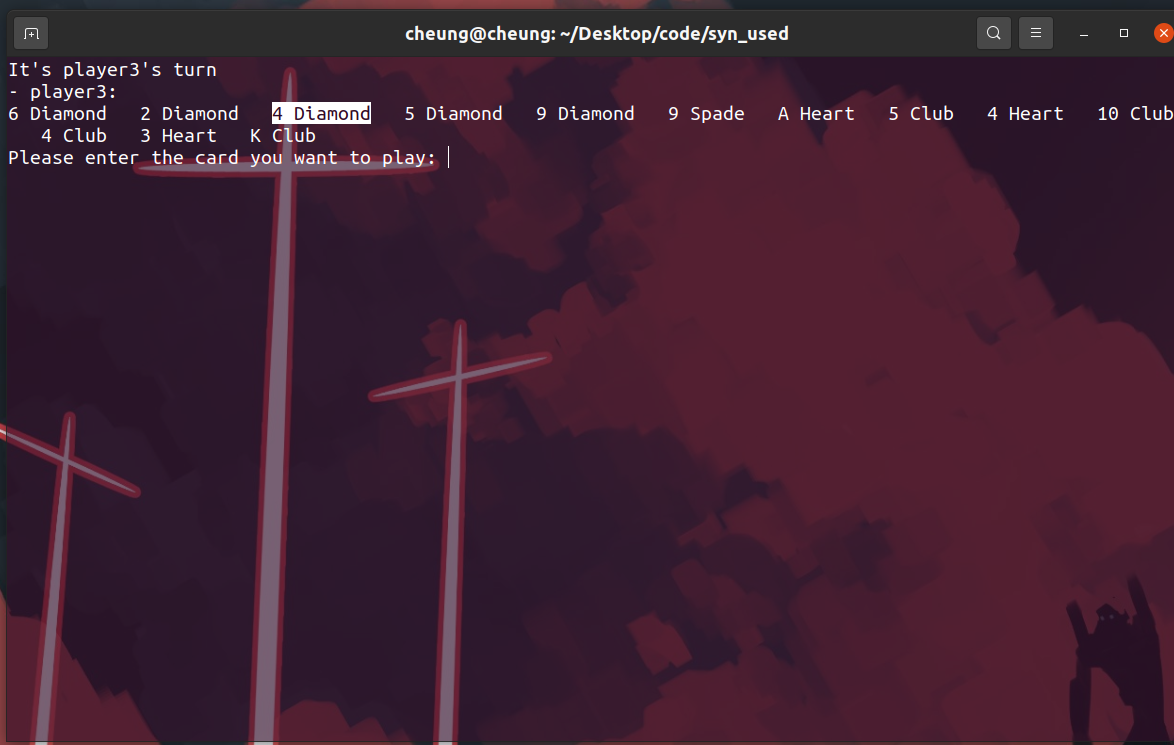 cheung@cheung: ~/Desktop/code/syn_used
It's player3's turn
- player3:
6 Diamond   2 Diamond   4 Diamond   5 Diamond   9 Diamond   9 Spade   A Heart   5 Club   4 Heart   10 Club
   4 Club   3 Heart   K Club
Please enter the card you want to play: